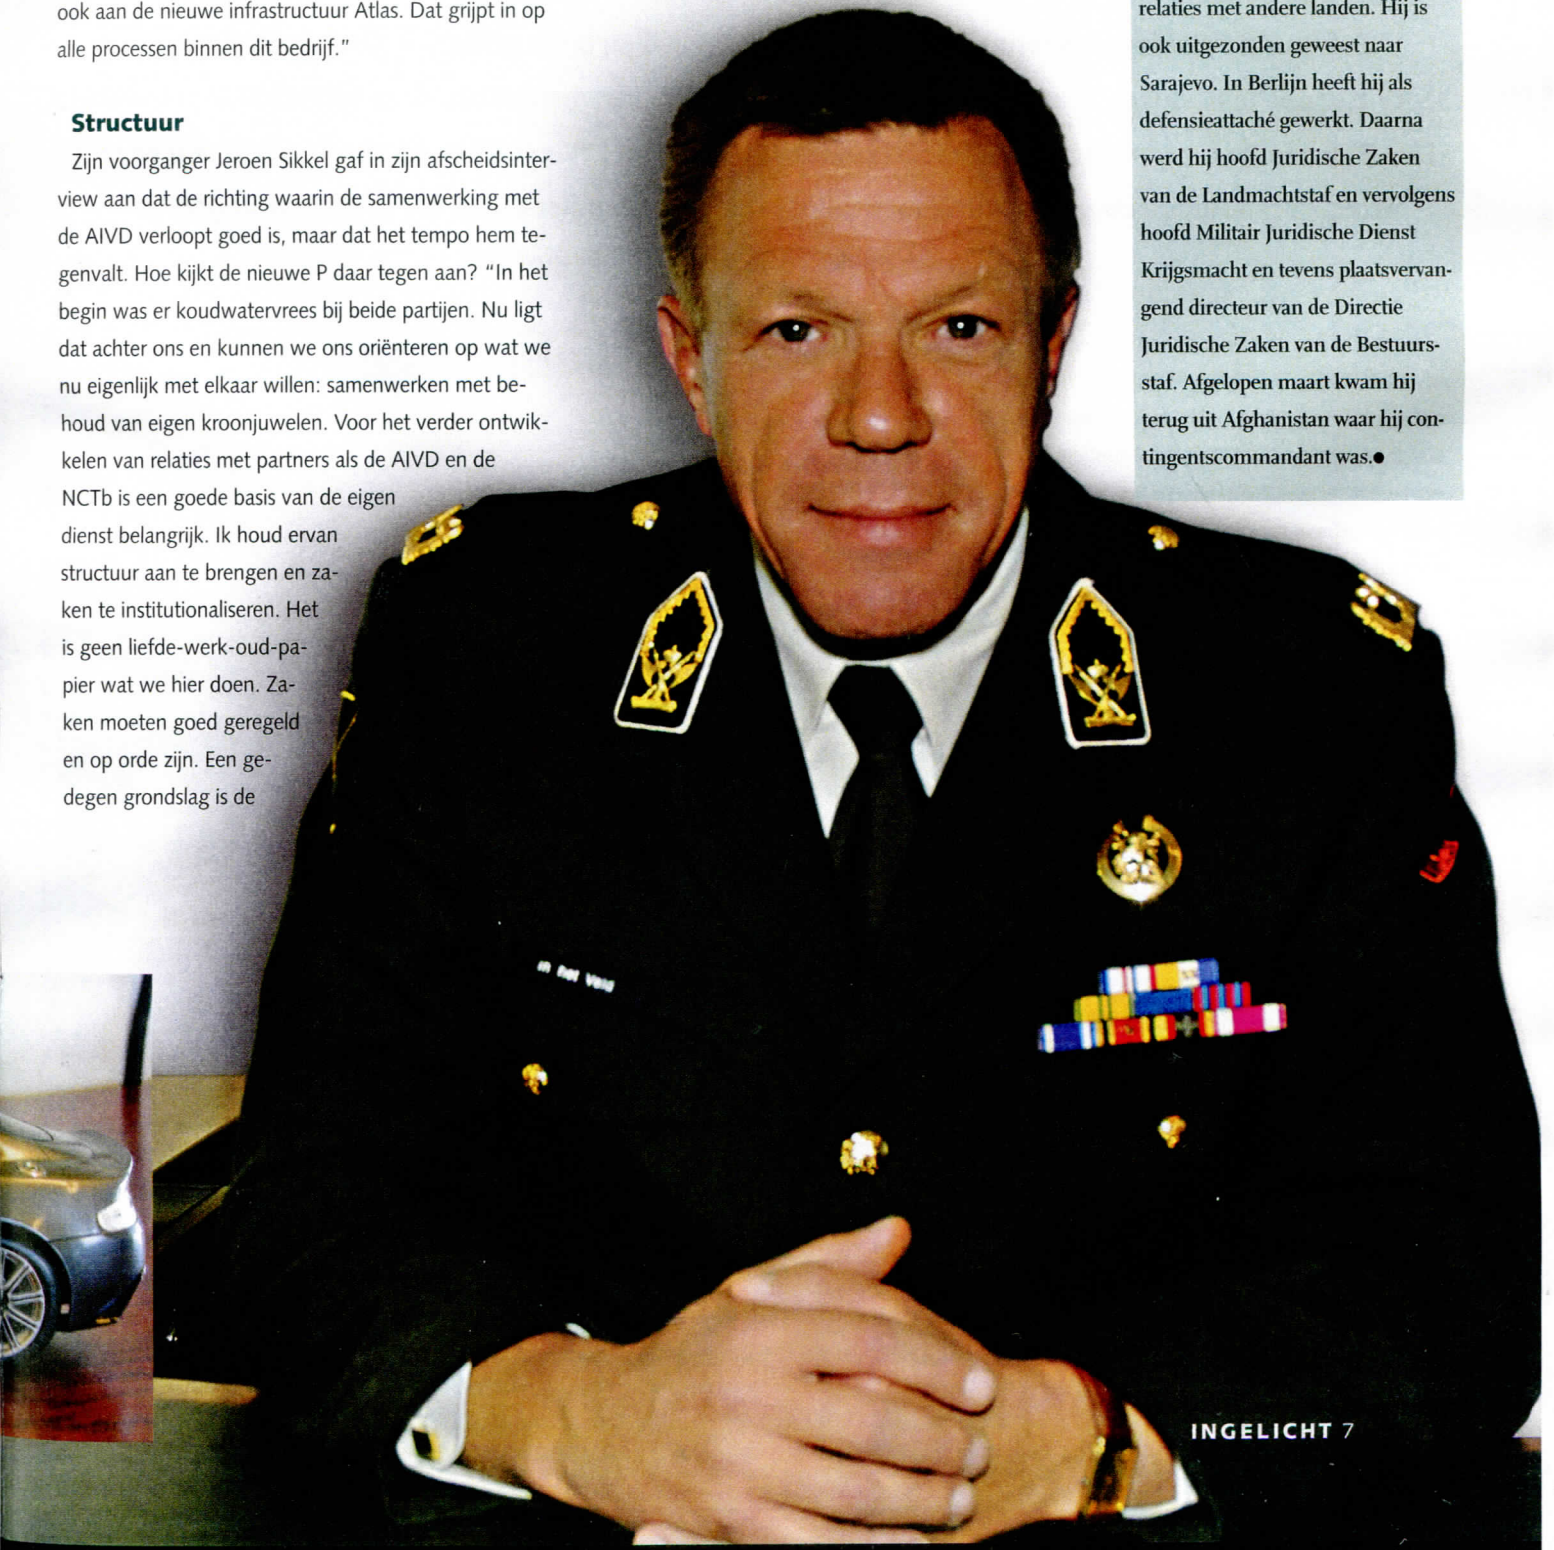 ook aan de nieuwe infrastructuur Atlas. Dat grijpt in op
alle processen binnen dit bedrijf.”
Structuur
Zijn voorganger Jeroen Sikkel gaf in zijn afscheidsinter-
view aan dat de richting waarin de samenwerking met
de AIVD verloopt goed is, maar dat het tempo hem te-
genvalt. Hoe kijkt de nieuwe P daar tegen aan? “In het
begin was er koudwatervrees bij beide partijen. Nu ligt
dat achter ons en kunnen we ons oriënteren op wat we
nu eigenlijk met elkaar willen: samenwerken met be-
houd van eigen kroonjuwelen. Voor het verder ontwik-
kelen van relaties met partners als de AIVD en de
NCTb is een goede basis van de eigen
dienst belangrijk. Ik houd ervan
structuur aan te brengen en za-
ken te institutionaliseren. Het
is geen liefde-werk-oud-pa-
pier wat we hier doen. Za-
ken moeten goed geregeld
en op orde zijn. Een ge-
degen grondslag is de
relaties met andere landen. Hij is
ook uitgezonden geweest naar
Sarajevo. In Berlijn heeft hij als
defensieattaché gewerkt. Daarna
werd hij hoofd Juridische Zaken
van de Landmachtstaf en vervolgens
hoofd Militair Juridische Dienst
Krijgsmacht en tevens plaatsvervan-
gend directeur van de Directie
Juridische Zaken van de Bestuurs-
staf. Afgelopen maart kwam hij
terug uit Afghanistan waar hij con-
tingentscommandant was.●
in het Veld
INGELICHT 7